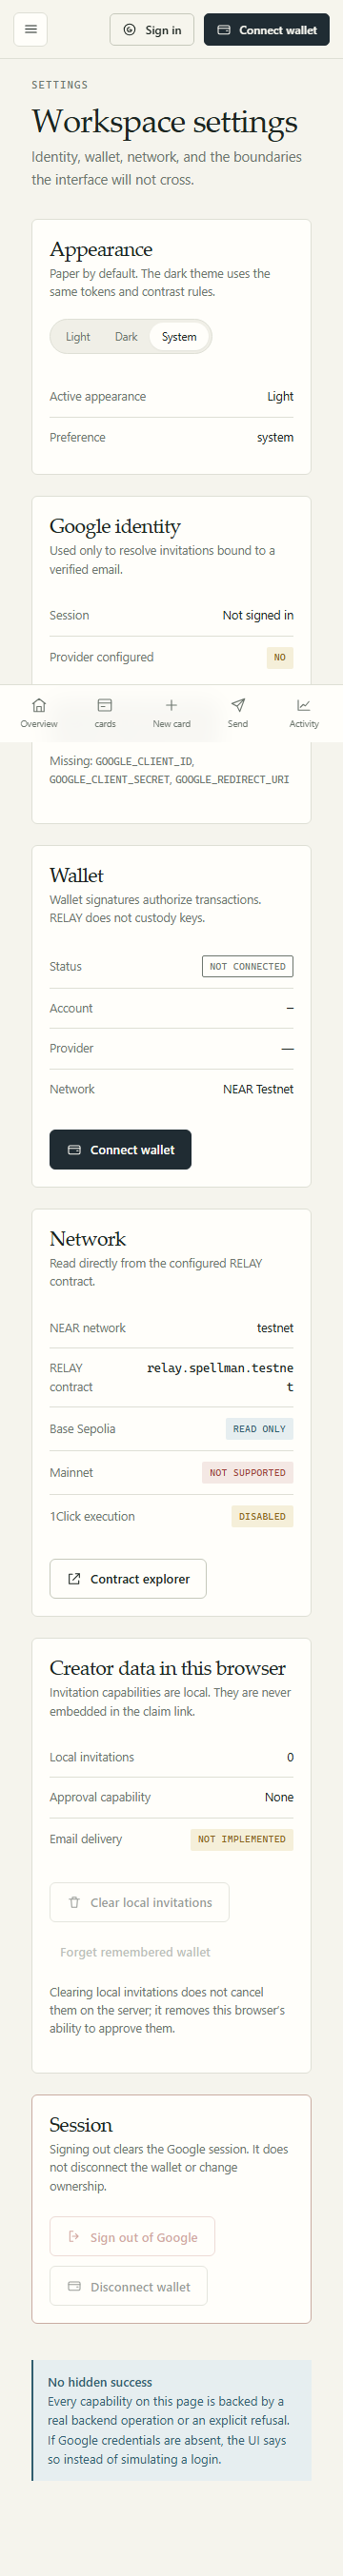 Sign in
Connect wallet
SETTINGS
Workspace settings
Identity, wallet, network, and the boundaries
the interface will not cross.
Appearance
Paper by default. The dark theme uses the
same tokens and contrast rules.
Light Dark System
Active appearance Light
Preference system
Google identity
Used only to resolve invitations bound to a
verified email.
Session Not signed in
Provider configured NO
Overview cards New card Send Activity
Missing: GOOGLE_CLIENT_ID,
GOOGLE_CLIENT_SECRET, GOOGLE_REDIRECT_URI
Wallet
Wallet signatures authorize transactions.
RELAY does not custody keys.
Status NOT CONNECTED
Account –
Provider —
Network NEAR Testnet
Connect wallet
Network
Read directly from the configured RELAY
contract.
NEAR network testnet
RELAY relay.spellman.testne
contract t
Base Sepolia READ ONLY
Mainnet NOT SUPPORTED
1Click execution DISABLED
Contract explorer
Creator data in this browser
Invitation capabilities are local. They are never
embedded in the claim link.
Local invitations 0
Approval capability None
Email delivery NOT IMPLEMENTED
Clear local invitations
Forget remembered wallet
Clearing local invitations does not cancel
them on the server; it removes this browser's
ability to approve them.
Session
Signing out clears the Google session. It does
not disconnect the wallet or change
ownership.
Sign out of Google
Disconnect wallet
No hidden success
Every capability on this page is backed by a
real backend operation or an explicit refusal.
If Google credentials are absent, the UI says
so instead of simulating a login.